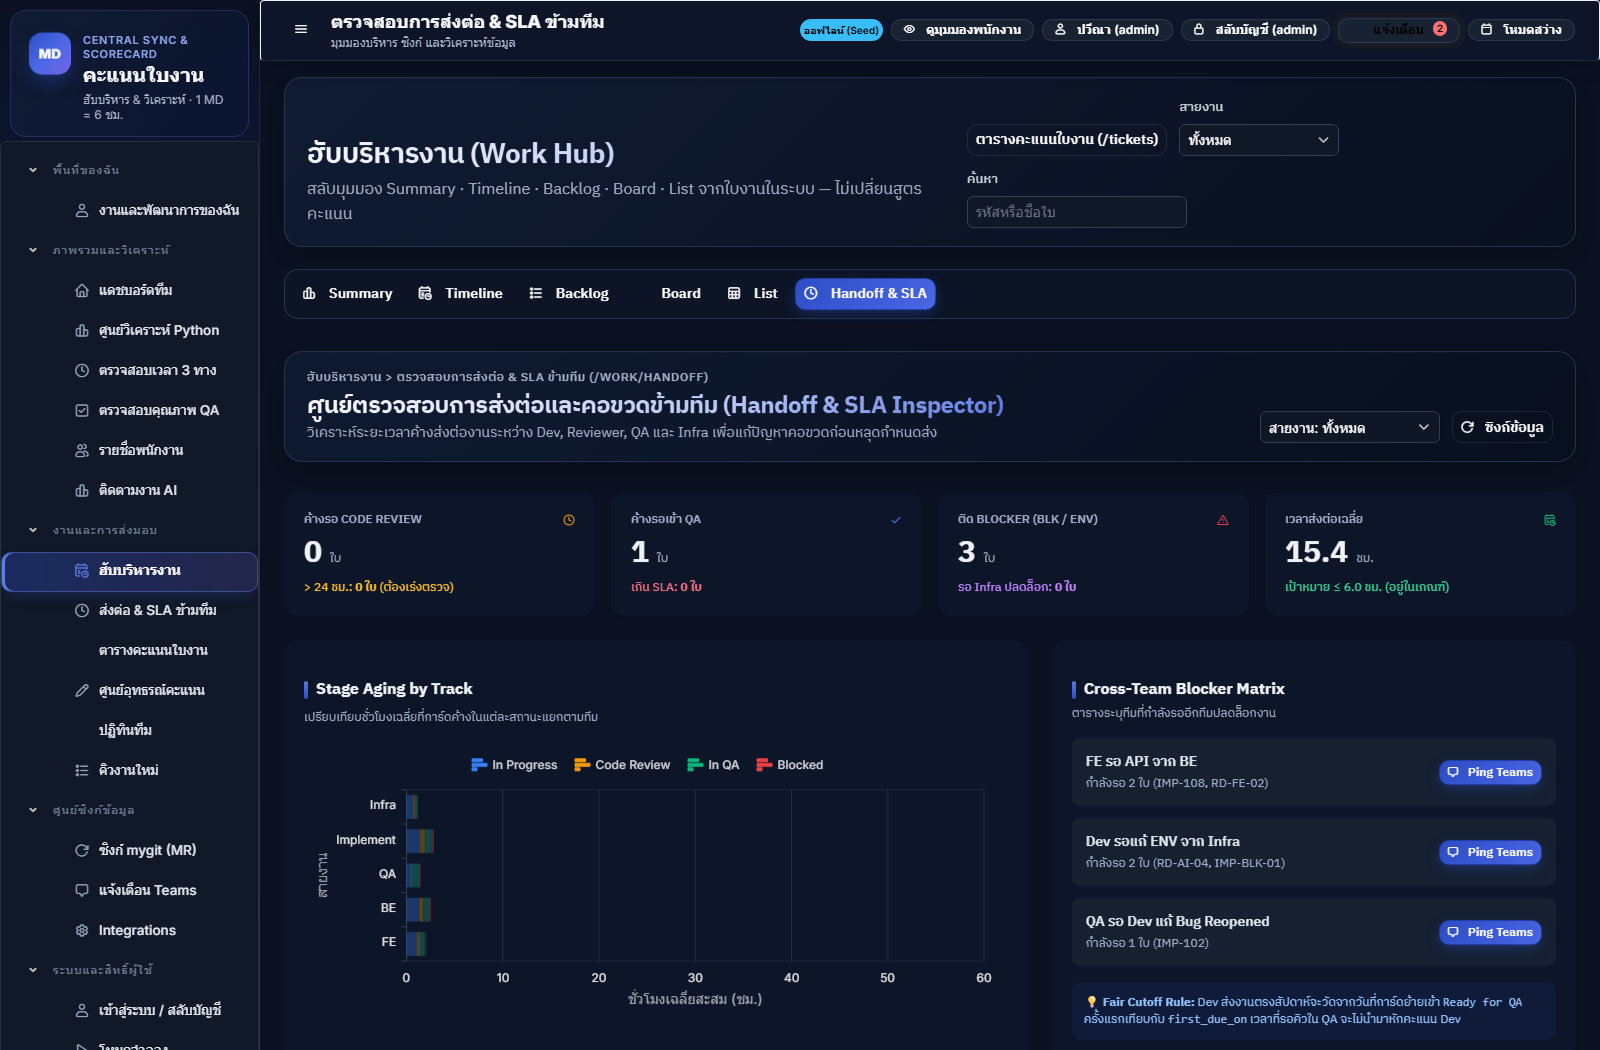 MD
CENTRAL SYNC &
SCORECARD
คะแนนใบงาน
ฮับบริหาร & วิเคราะห์ · 1 MD
= 6 ชม.
พื้นที่ของฉัน
งานและพัฒนาการของฉัน
ภาพรวมและวิเคราะห์
แดชบอร์ดทีม
ศูนย์วิเคราะห์ Python
ตรวจสอบเวลา 3 ทาง
ตรวจสอบคุณภาพ QA
รายชื่อพนักงาน
ติดตามงาน AI
งานและการส่งมอบ
ฮับบริหารงาน
ส่งต่อ & SLA ข้ามทีม
ตารางคะแนนใบงาน
ศูนย์อุทธรณ์คะแนน
ปฏิทินทีม
คิวงานใหม่
ศูนย์ซิงก์ข้อมูล
ซิงก์ mygit (MR)
แจ้งเตือน Teams
Integrations
ระบบและสิทธิ์ผู้ใช้
เข้าสู่ระบบ / สลับบัญชี
โหมดจำลอง
ตรวจสอบการส่งต่อ & SLA ข้ามทีม
มุมมองบริหาร ซิงก์ และวิเคราะห์ข้อมูล
ออฟไลน์ (Seed)
ดูมุมมองพนักงาน
ปวีณา (admin)
สลับบัญชี (admin)
แจ้งเตือน 2
โหมดสว่าง
ฮับบริหารงาน (Work Hub)
สลับมุมมอง Summary · Timeline · Backlog · Board · List จากใบงานในระบบ — ไม่เปลี่ยนสูตร
คะแนน
ตารางคะแนนใบงาน (/tickets)
สายงาน
ทั้งหมด
ค้นหา
รหัสหรือชื่อใบ
Summary
Timeline
Backlog
Board
List
Handoff & SLA
ฮับบริหารงาน > ตรวจสอบการส่งต่อ & SLA ข้ามทีม (/WORK/HANDOFF)
ศูนย์ตรวจสอบการส่งต่อและคอขวดข้ามทีม (Handoff & SLA Inspector)
วิเคราะห์ระยะเวลาค้างส่งต่องานระหว่าง Dev, Reviewer, QA และ Infra เพื่อแก้ปัญหาคอขวดก่อนหลุดกำหนดส่ง
สายงาน: ทั้งหมด
ซิงก์ข้อมูล
ค้างรอ CODE REVIEW
0 ใบ
> 24 ชม.: 0 ใบ (ต้องเร่งตรวจ)
ค้างรอเข้า QA
1 ใบ
เกิน SLA: 0 ใบ
ติด BLOCKER (BLK / ENV)
3 ใบ
รอ Infra ปลดล็อก: 0 ใบ
เวลาส่งต่อเฉลี่ย
15.4 ชม.
เป้าหมาย ≤ 6.0 ชม. (อยู่ในเกณฑ์)
Stage Aging by Track
เปรียบเทียบชั่วโมงเฉลี่ยที่การ์ดค้างในแต่ละสถานะแยกตามทีม
In Progress
Code Review
In QA
Blocked
สายงาน
Infra
Implement
QA
BE
FE
0 10 20 30 40 50 60
ชั่วโมงเฉลี่ยสะสม (ชม.)
Cross-Team Blocker Matrix
ตารางระบุทีมที่กำลังรออีกทีมปลดล็อกงาน
FE รอ API จาก BE
กำลังรอ 2 ใบ (IMP-108, RD-FE-02)
Ping Teams
Dev รอแก้ ENV จาก Infra
กำลังรอ 2 ใบ (RD-AI-04, IMP-BLK-01)
Ping Teams
QA รอ Dev แก้ Bug Reopened
กำลังรอ 1 ใบ (IMP-102)
Ping Teams
Fair Cutoff Rule: Dev ส่งงานตรงสัปดาห์จะวัดจากวันที่การ์ดย้ายเข้า Ready for QA
ครั้งแรกเทียบกับ first_due_on เวลาที่รอคิวใน QA จะไม่นำมาหักคะแนน Dev